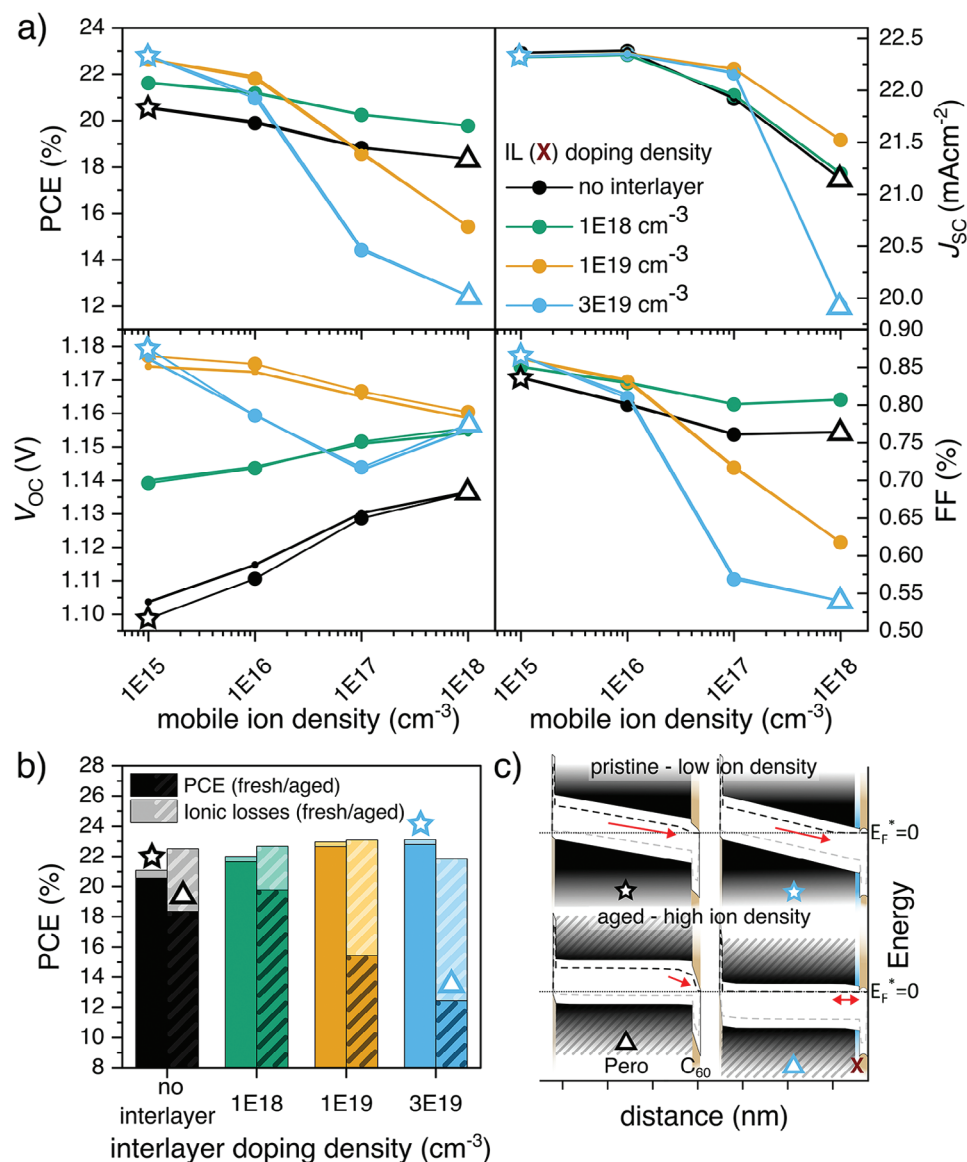 a)
24
22
20
18
16
14
12
PCE (%)
22.5
22.0
21.5
21.0
20.5
20.0
J_SC (mAcm⁻²)
IL (X) doping density
no interlayer
1E18 cm⁻³
1E19 cm⁻³
3E19 cm⁻³
1.18
1.17
1.16
1.15
1.14
1.13
1.12
1.11
1.10
V_OC (V)
0.90
0.85
0.80
0.75
0.70
0.65
0.60
0.55
0.50
FF (%)
1E15
1E16
1E17
1E18
1E15
1E16
1E17
1E18
mobile ion density (cm⁻³)
mobile ion density (cm⁻³)
b)
28
26
24
22
20
18
16
14
12
10
8
PCE (%)
PCE (fresh/aged)
Ionic losses (fresh/aged)
no interlayer
1E18
1E19
3E19
interlayer doping density (cm⁻³)
c)
pristine - low ion density
E_F*=0
aged - high ion density
E_F*=0
Pero
C₆₀
X
Energy
distance (nm)